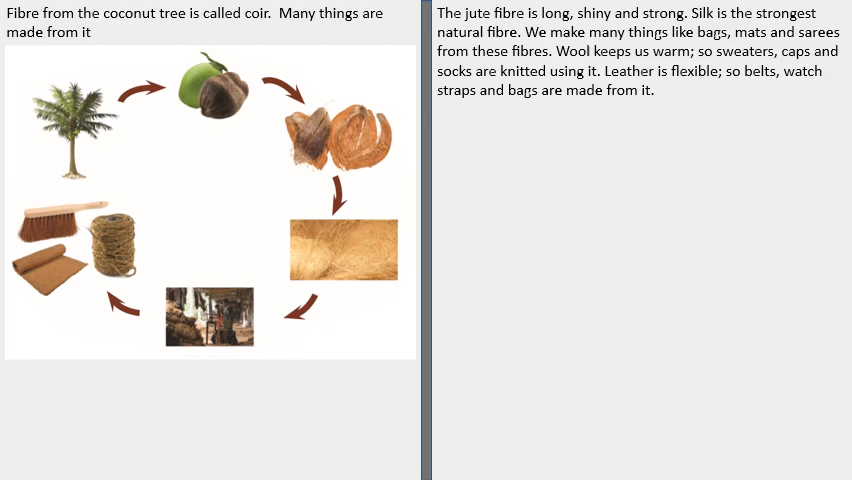 Fibre from the coconut tree is called coir.  Many things are
made from it
The jute fibre is long, shiny and strong. Silk is the strongest
natural fibre. We make many things like bags, mats and sarees
from these fibres. Wool keeps us warm; so sweaters, caps and
socks are knitted using it. Leather is flexible; so belts, watch
straps and bags are made from it.